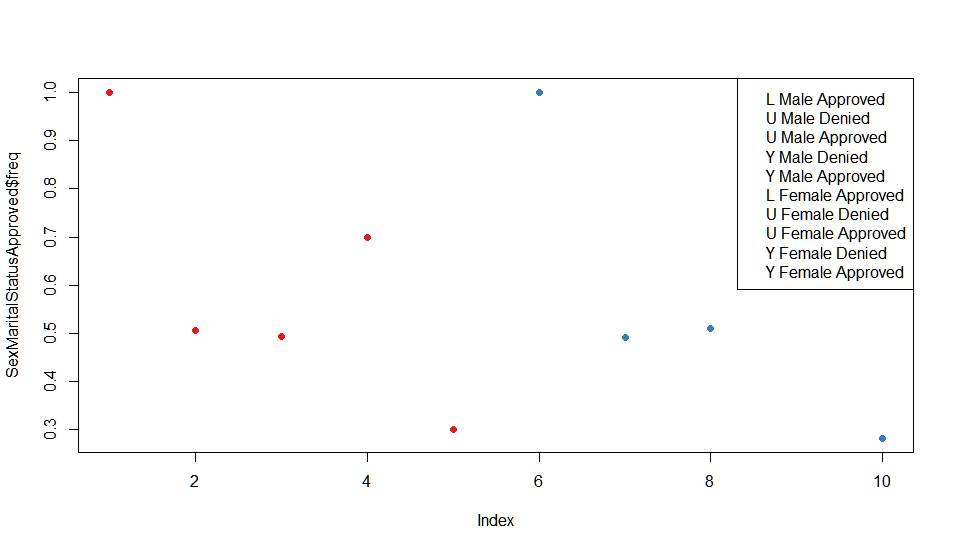 1.0
0.9
0.8
0.7
0.6
0.5
0.4
0.3
SexMaritalStatusApproved$freq
L Male Approved
U Male Denied
U Male Approved
Y Male Denied
Y Male Approved
L Female Approved
U Female Denied
U Female Approved
Y Female Denied
Y Female Approved
2 4 6 8 10
Index